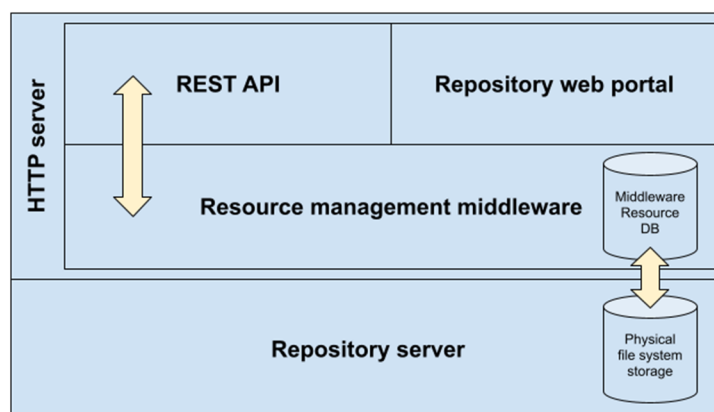 HTTP server
REST API
Repository web portal
Resource management middleware
Middleware
Resource
DB
Repository server
Physical
file system
storage